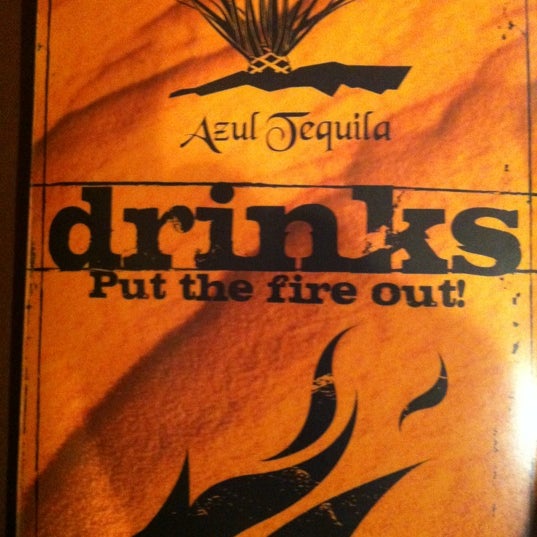 Azul Tequila
drinks
Put the fire out!